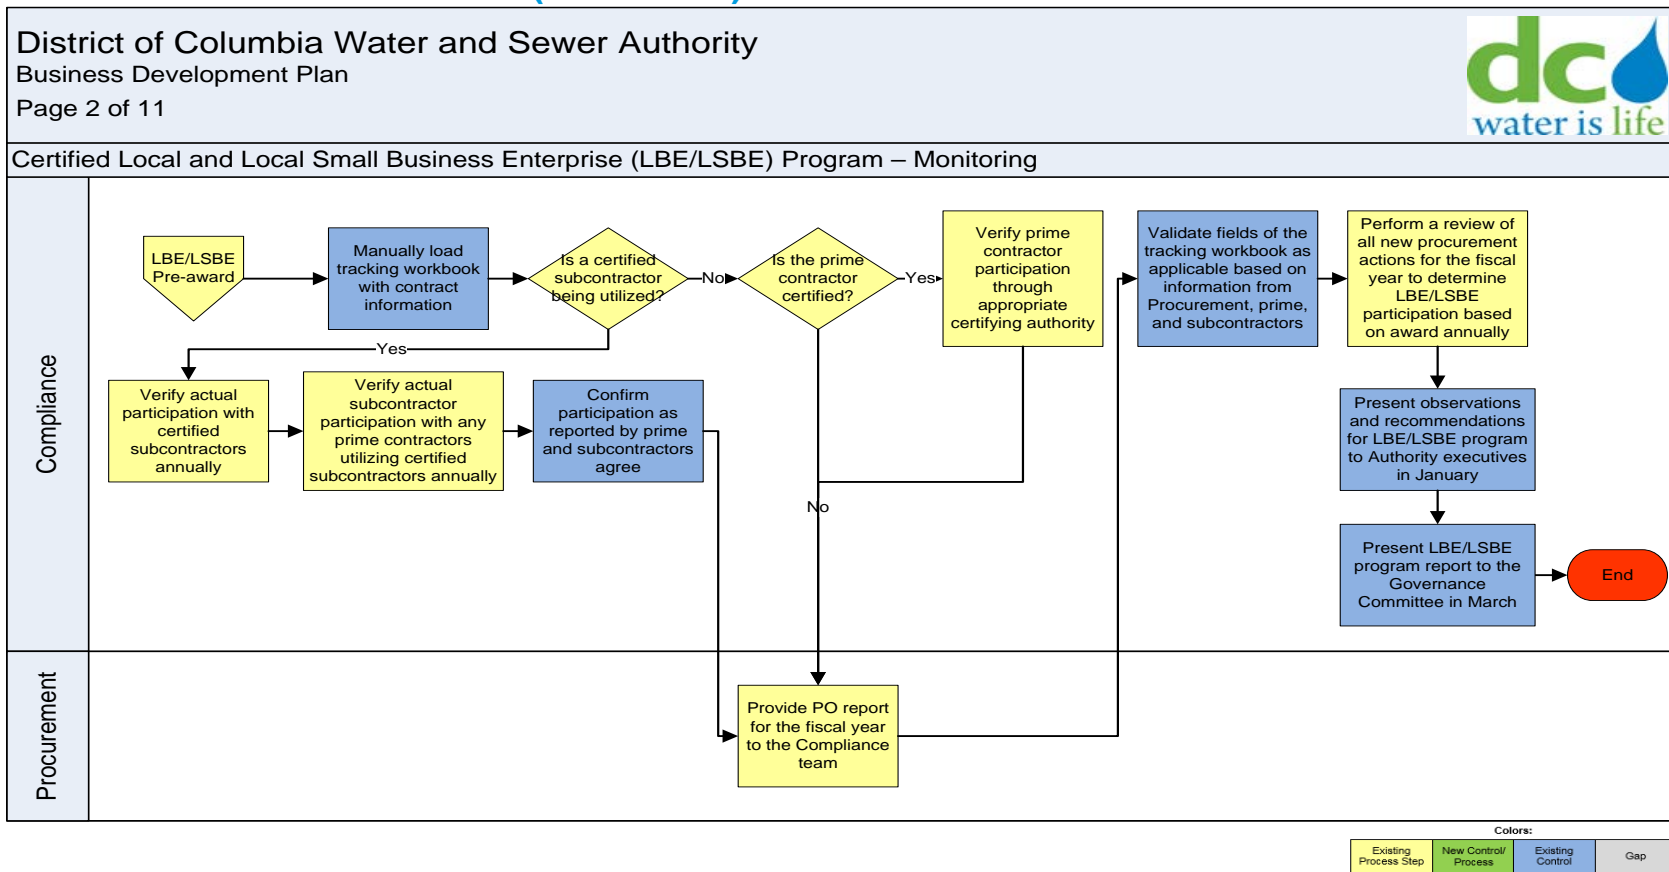 District of Columbia Water and Sewer Authority
Business Development Plan
Page 2 of 11
dc
water is life
Certified Local and Local Small Business Enterprise (LBE/LSBE) Program – Monitoring
Compliance
LBE/LSBE
Pre-award
Manually load
tracking workbook
with contract
information
Is a certified
subcontractor
being utilized?
No
Is the prime
contractor
certified?
Yes
Verify prime
contractor
participation
through
appropriate
certifying authority
Validate fields of the
tracking workbook as
applicable based on
information from
Procurement, prime,
and subcontractors
Perform a review of
all new procurement
actions for the fiscal
year to determine
LBE/LSBE
participation based
on award annually
Yes
Verify actual
participation with
certified
subcontractors
annually
Verify actual
subcontractor
participation with any
prime contractors
utilizing certified
subcontractors annually
Confirm
participation as
reported by prime
and subcontractors
agree
No
Present observations
and recommendations
for LBE/LSBE program
to Authority executives
in January
Present LBE/LSBE
program report to the
Governance
Committee in March
End
Procurement
Provide PO report
for the fiscal year
to the Compliance
team
Colors:
Existing
Process Step
New Control/
Process
Existing
Control
Gap